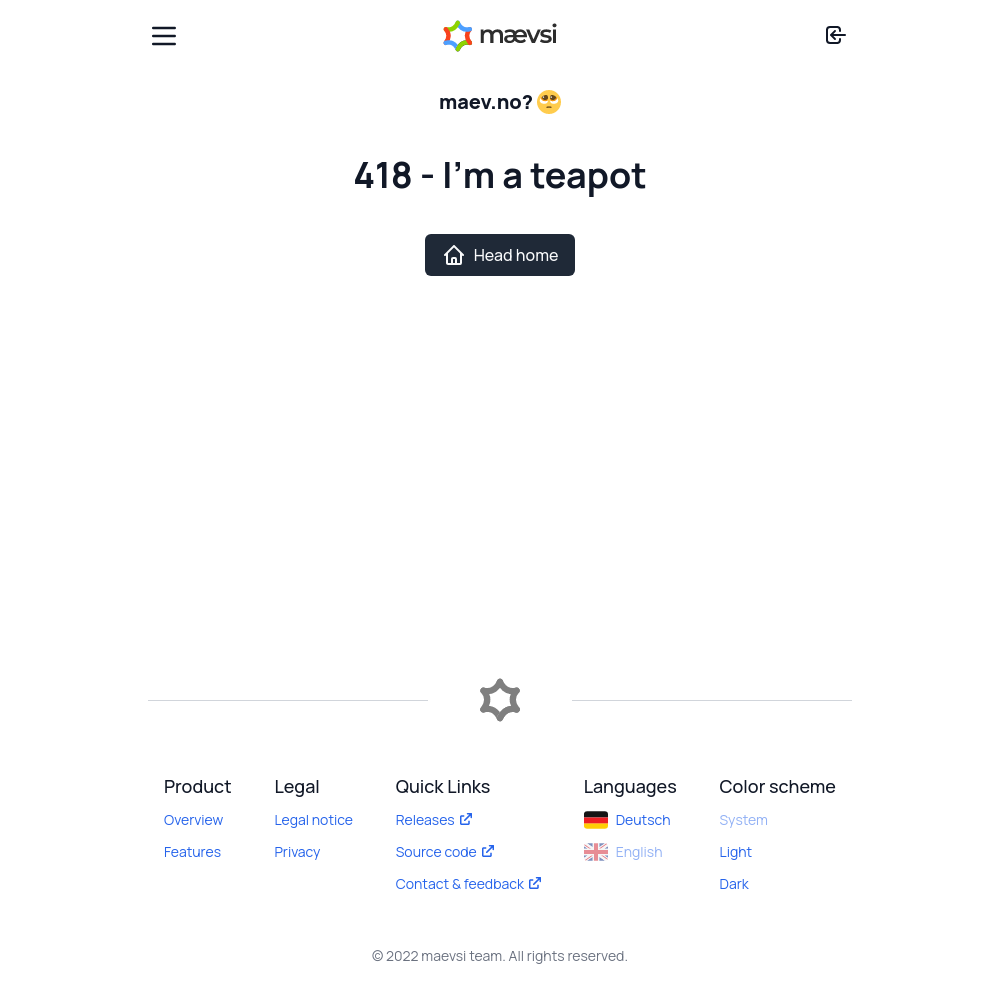 mævsi
maev.no? 🥺
418 - I’m a teapot
Head home
Product
Overview
Features
Legal
Legal notice
Privacy
Quick Links
Releases
Source code
Contact & feedback
Languages
Deutsch
English
Color scheme
System
Light
Dark
© 2022 maevsi team. All rights reserved.